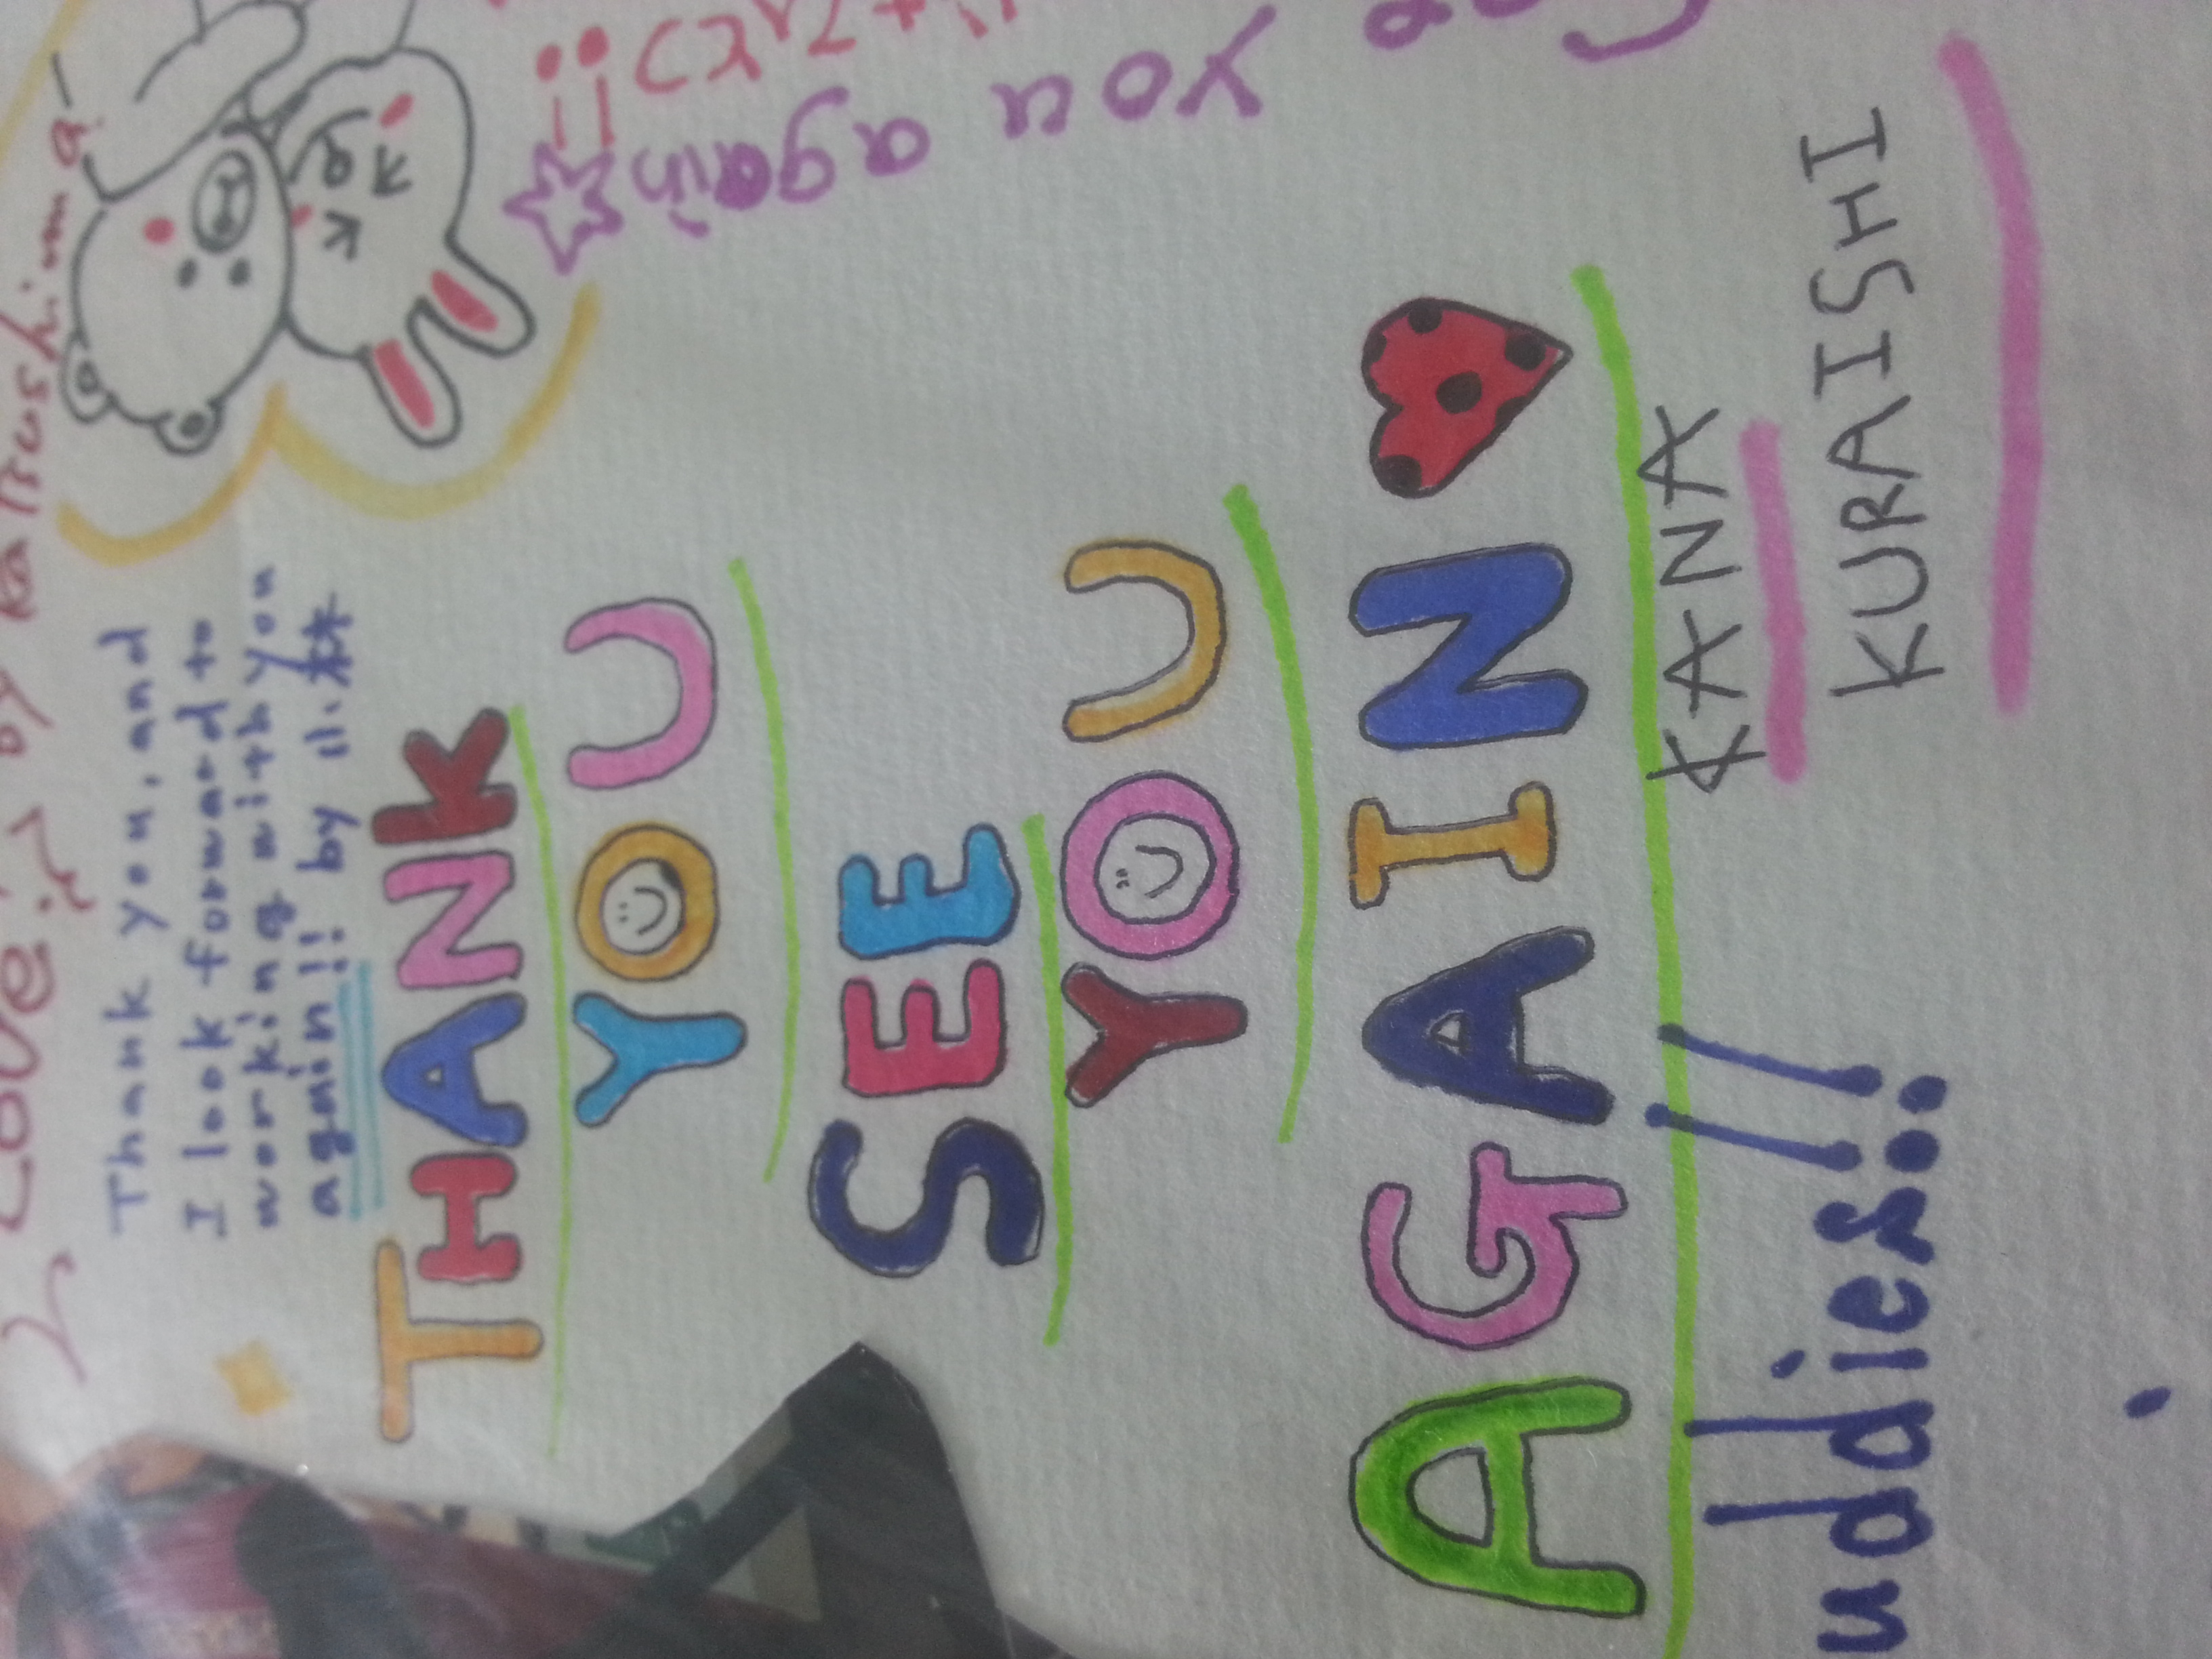 Love!
by Katsushima
Thank you, and
I look forward to
working with you
again!! by 小林
THANK
YOU
SEE
YOU
AGAIN
uddies!!
KANA
KURAISHI
you again